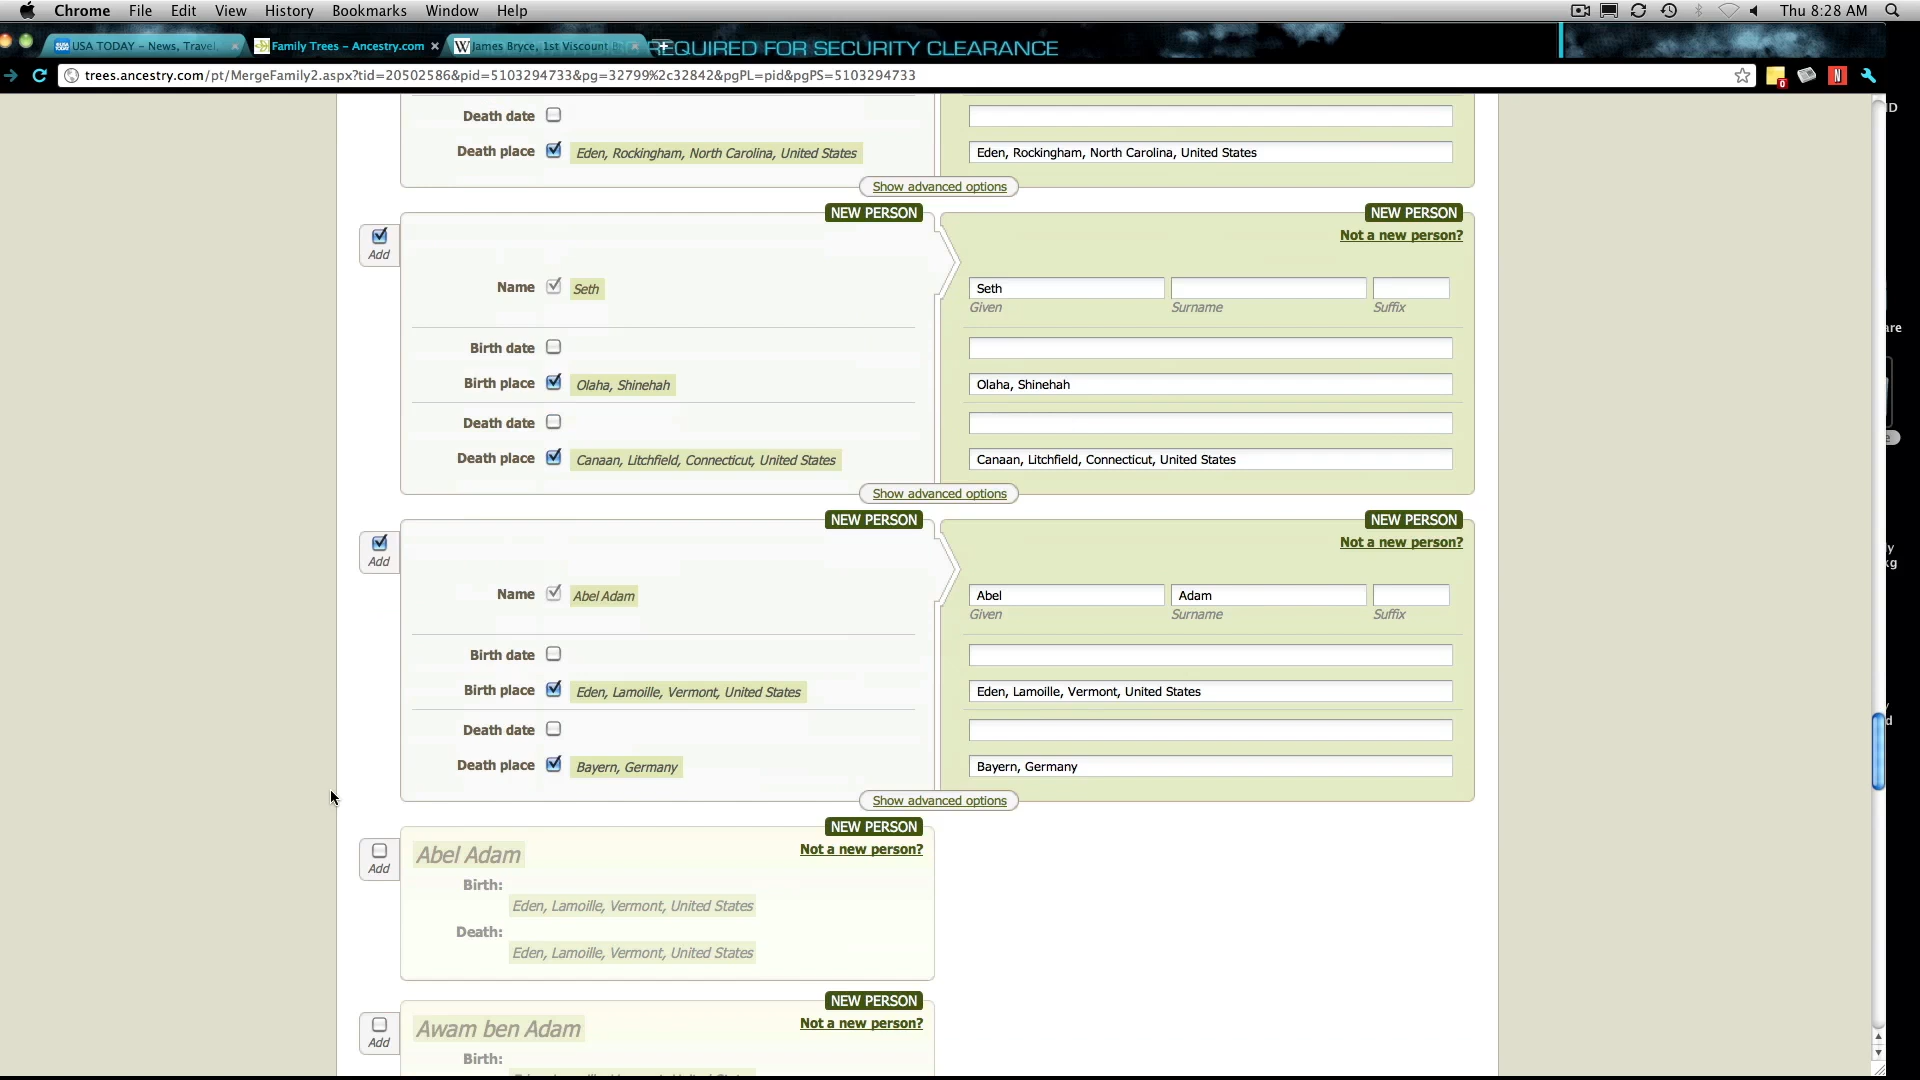 Chrome File Edit View History Bookmarks Window Help Thu 8:28 AM
USA TODAY – News, Travel, Family Trees – Ancestry.com James Bryce, 1st Viscount REQUIRED FOR SECURITY CLEARANCE
trees.ancestry.com/pt/MergeFamily2.aspx?tid=20502586&pid=5103294733&pg=32799%2c32842&pgPL=pid&pgPS=5103294733
Death date
Death place Eden, Rockingham, North Carolina, United States Eden, Rockingham, North Carolina, United States
Show advanced options
NEW PERSON NEW PERSON
Not a new person?
Add
Name Seth Seth
Given Surname Suffix
Birth date
Birth place Olaha, Shinehah Olaha, Shinehah
Death date
Death place Canaan, Litchfield, Connecticut, United States Canaan, Litchfield, Connecticut, United States
Show advanced options
NEW PERSON NEW PERSON
Not a new person?
Add
Name Abel Adam Abel Adam
Given Surname Suffix
Birth date
Birth place Eden, Lamoille, Vermont, United States Eden, Lamoille, Vermont, United States
Death date
Death place Bayern, Germany Bayern, Germany
Show advanced options
NEW PERSON
Abel Adam Not a new person?
Add
Birth:
Eden, Lamoille, Vermont, United States
Death:
Eden, Lamoille, Vermont, United States
NEW PERSON
Awam ben Adam Not a new person?
Add
Birth: